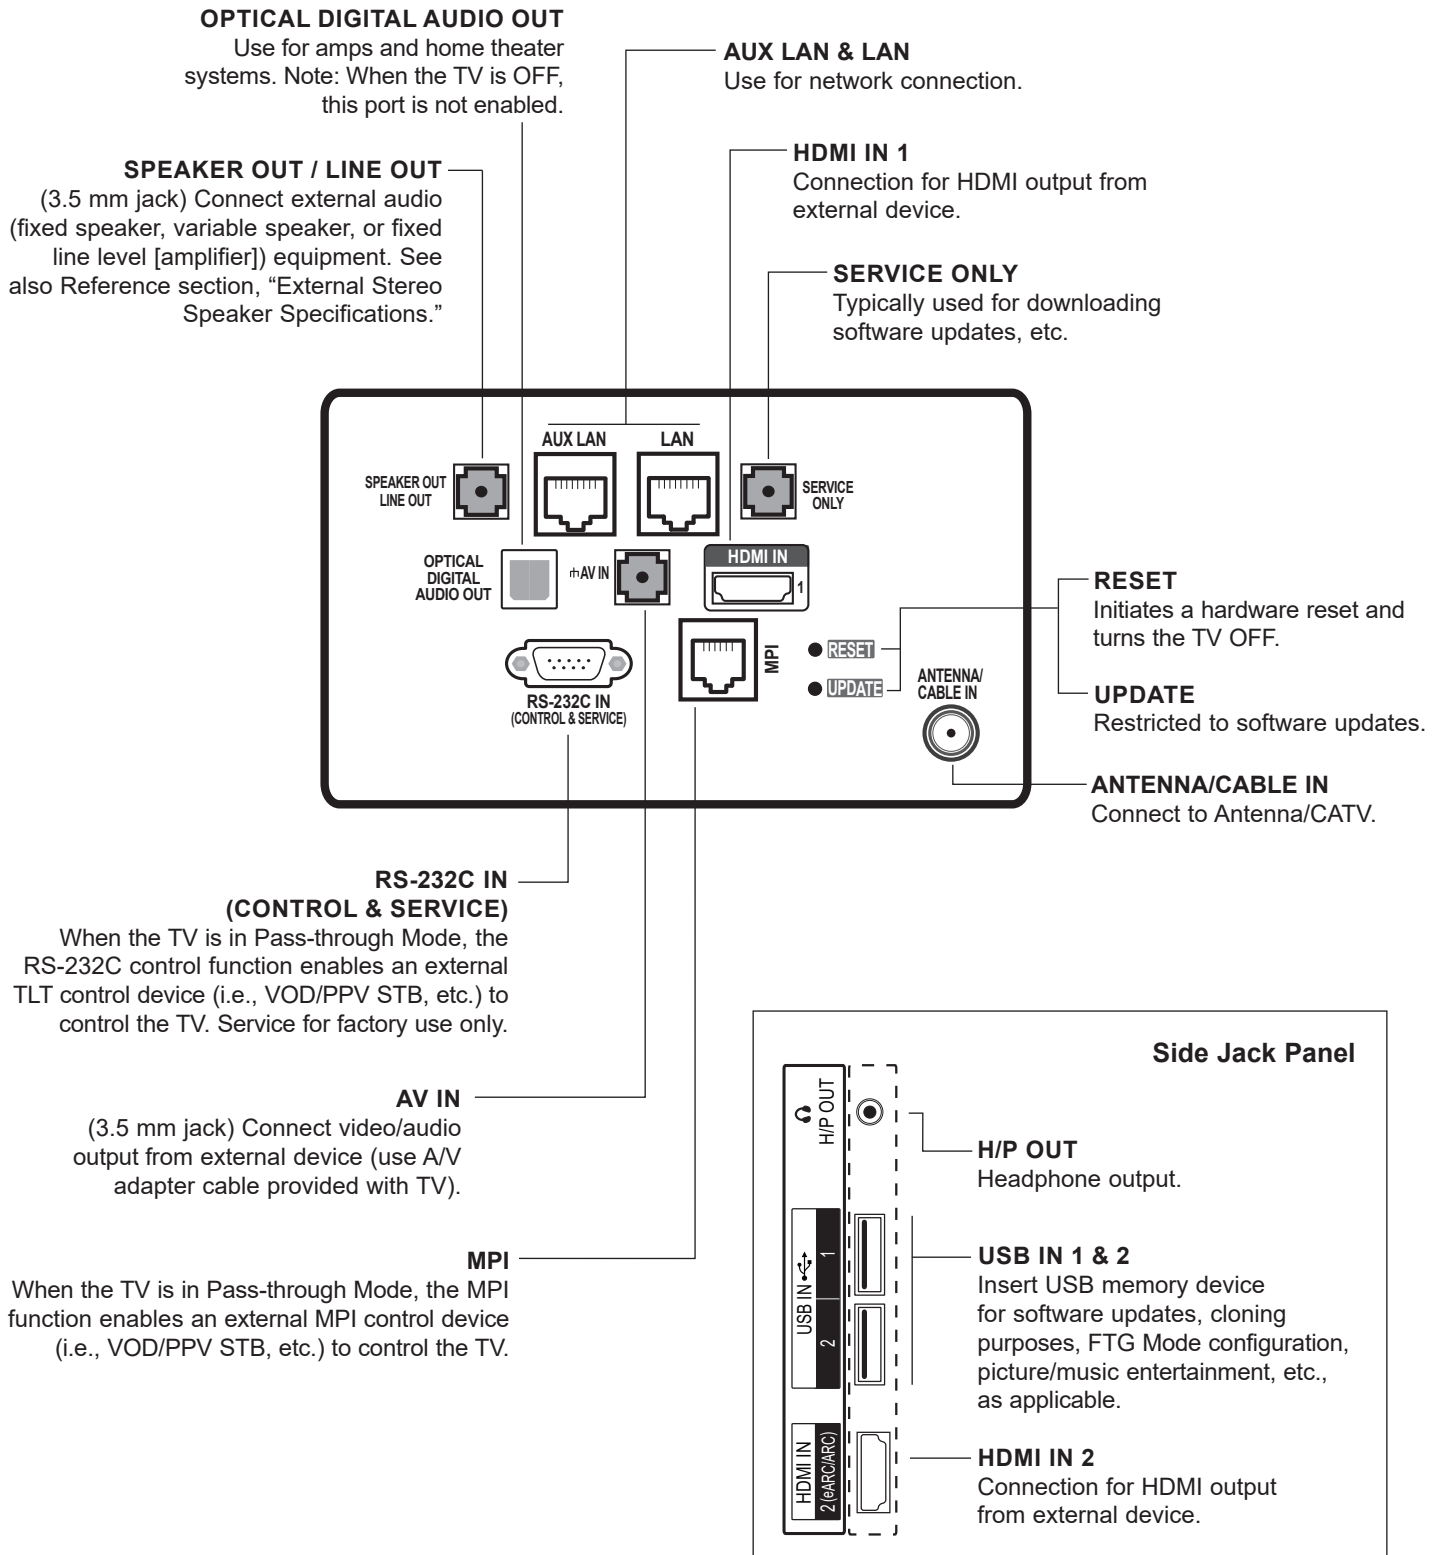 OPTICAL DIGITAL AUDIO OUT
Use for amps and home theater
systems. Note: When the TV is OFF,
this port is not enabled.
AUX LAN & LAN
Use for network connection.
SPEAKER OUT / LINE OUT
(3.5 mm jack) Connect external audio
(fixed speaker, variable speaker, or fixed
line level [amplifier]) equipment. See
also Reference section, “External Stereo
Speaker Specifications.”
HDMI IN 1
Connection for HDMI output from
external device.
SERVICE ONLY
Typically used for downloading
software updates, etc.
AUX LAN
LAN
SPEAKER OUT
LINE OUT
SERVICE
ONLY
OPTICAL
DIGITAL
AUDIO OUT
AV IN
HDMI IN
1
RS-232C IN
(CONTROL & SERVICE)
MPI
RESET
UPDATE
ANTENNA/
CABLE IN
RESET
Initiates a hardware reset and
turns the TV OFF.
UPDATE
Restricted to software updates.
ANTENNA/CABLE IN
Connect to Antenna/CATV.
RS-232C IN
(CONTROL & SERVICE)
When the TV is in Pass-through Mode, the
RS-232C control function enables an external
TLT control device (i.e., VOD/PPV STB, etc.) to
control the TV. Service for factory use only.
AV IN
(3.5 mm jack) Connect video/audio
output from external device (use A/V
adapter cable provided with TV).
MPI
When the TV is in Pass-through Mode, the MPI
function enables an external MPI control device
(i.e., VOD/PPV STB, etc.) to control the TV.
Side Jack Panel
H/P OUT
USB IN
1
2
HDMI IN
2 (eARC/ARC)
H/P OUT
Headphone output.
USB IN 1 & 2
Insert USB memory device
for software updates, cloning
purposes, FTG Mode configuration,
picture/music entertainment, etc.,
as applicable.
HDMI IN 2
Connection for HDMI output
from external device.